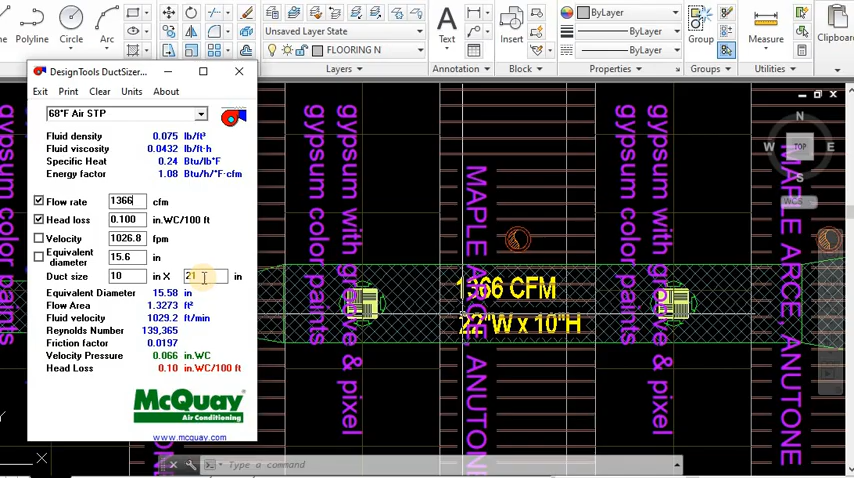 Polyline
Circle
Arc
Unsaved Layer State
FLOORING N
Layers
Text
Annotation
Insert
Block
ByLayer
ByLayer
ByLayer
Properties
Group
Groups
Measure
Utilities
Clipboard
DesignTools DuctSizer...
Exit Print Clear Units About
68°F Air STP
Fluid density 0.075 lb/ft³
Fluid viscosity 0.0432 lb/ft·h
Specific Heat 0.24 Btu/lb°F
Energy factor 1.08 Btu/h/°F·cfm
Flow rate 1366 cfm
Head loss 0.100 in.WC/100 ft
Velocity 1026.8 fpm
Equivalent
diameter 15.6 in
Duct size 10 in X 21 in
Equivalent Diameter 15.58 in
Flow Area 1.3273 ft²
Fluid velocity 1029.2 ft/min
Reynolds Number 139,365
Friction factor 0.0197
Velocity Pressure 0.066 in.WC
Head Loss 0.10 in.WC/100 ft
McQuay
Air Conditioning
www.mcquay.com
gypsum with groove & pixel
gypsum color paints
MAPLE ACE, ANUTONE
1366 CFM
22"W x 10"H
gypsum with groove & pixel
gypsum color paints
MAPLE ACE, ANUTONE
N
W TOP E
S
WCS
Type a command